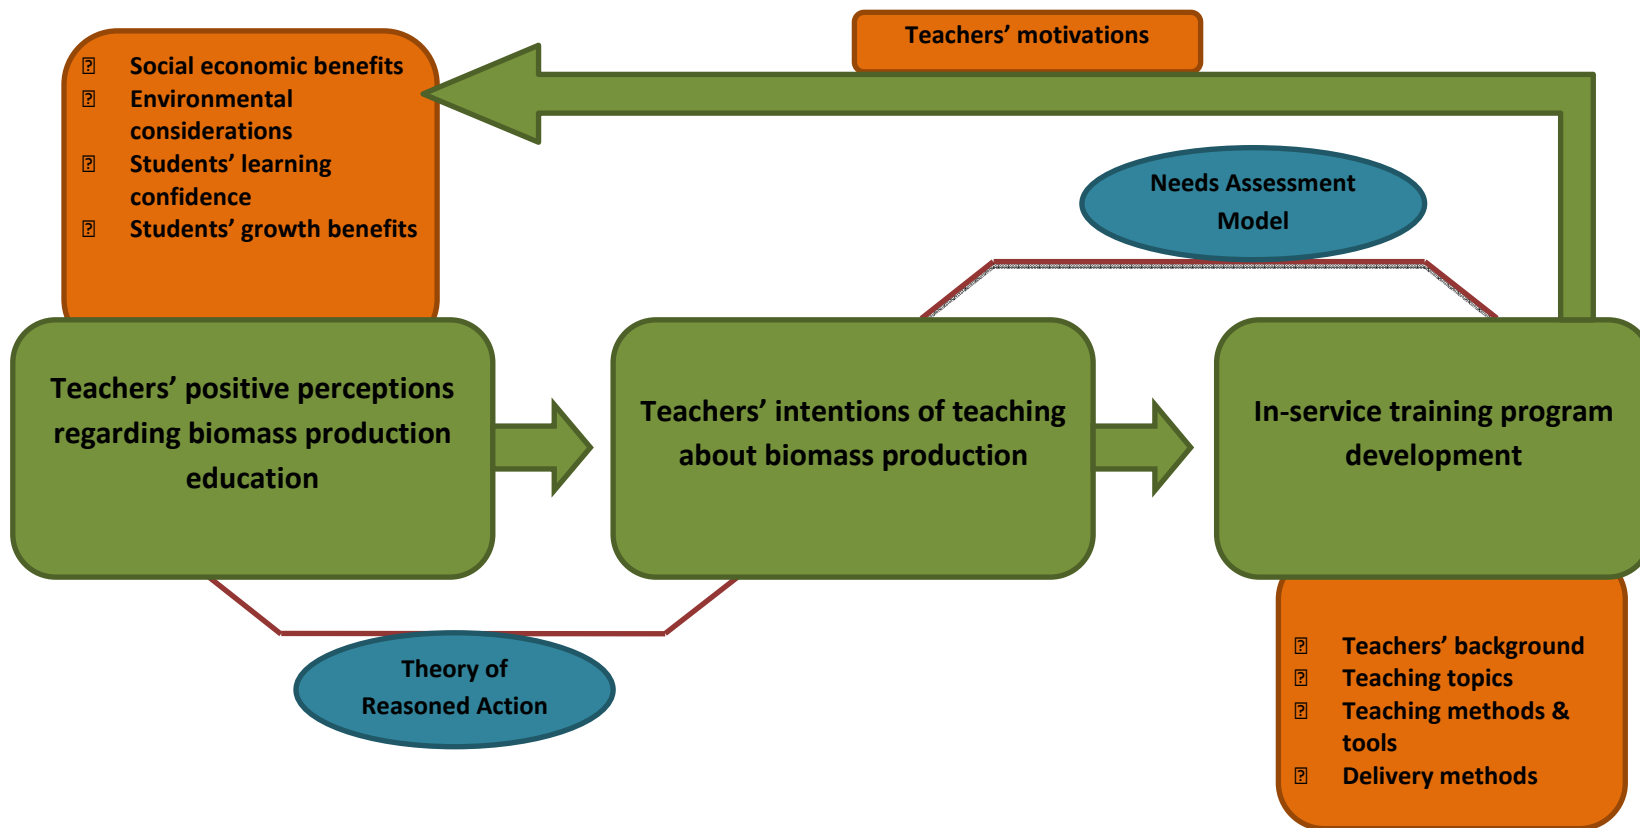 Teachers’ motivations
Social economic benefits
Environmental
considerations
Students’ learning
confidence
Students’ growth benefits
Needs Assessment
Model
Teachers’ positive perceptions
regarding biomass production
education
Teachers’ intentions of teaching
about biomass production
In-service training program
development
Theory of
Reasoned Action
Teachers’ background
Teaching topics
Teaching methods &
tools
Delivery methods